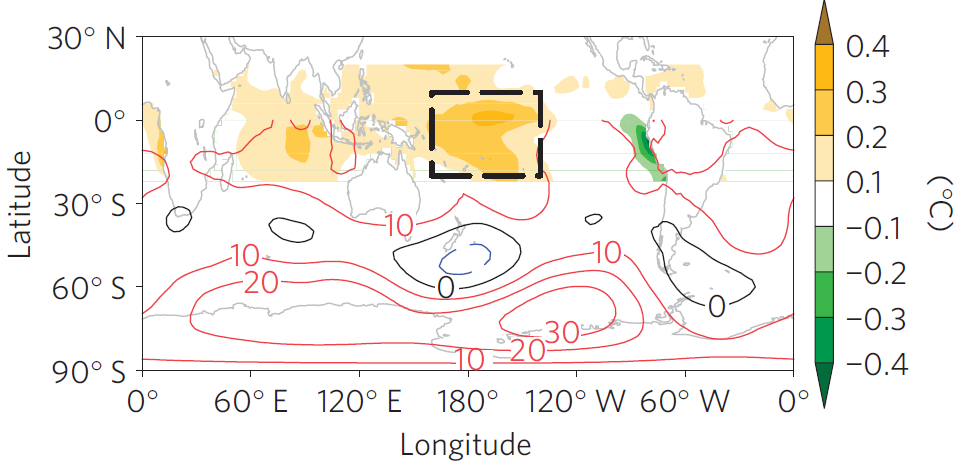 30° N
0°
30° S
60° S
90° S
Latitude
0°
60° E
120° E
180°
120° W
60° W
0°
Longitude
10
10
10
20
0
0
30
20
10
0.4
0.3
0.2
0.1
−0.1
−0.2
−0.3
−0.4
(°C)